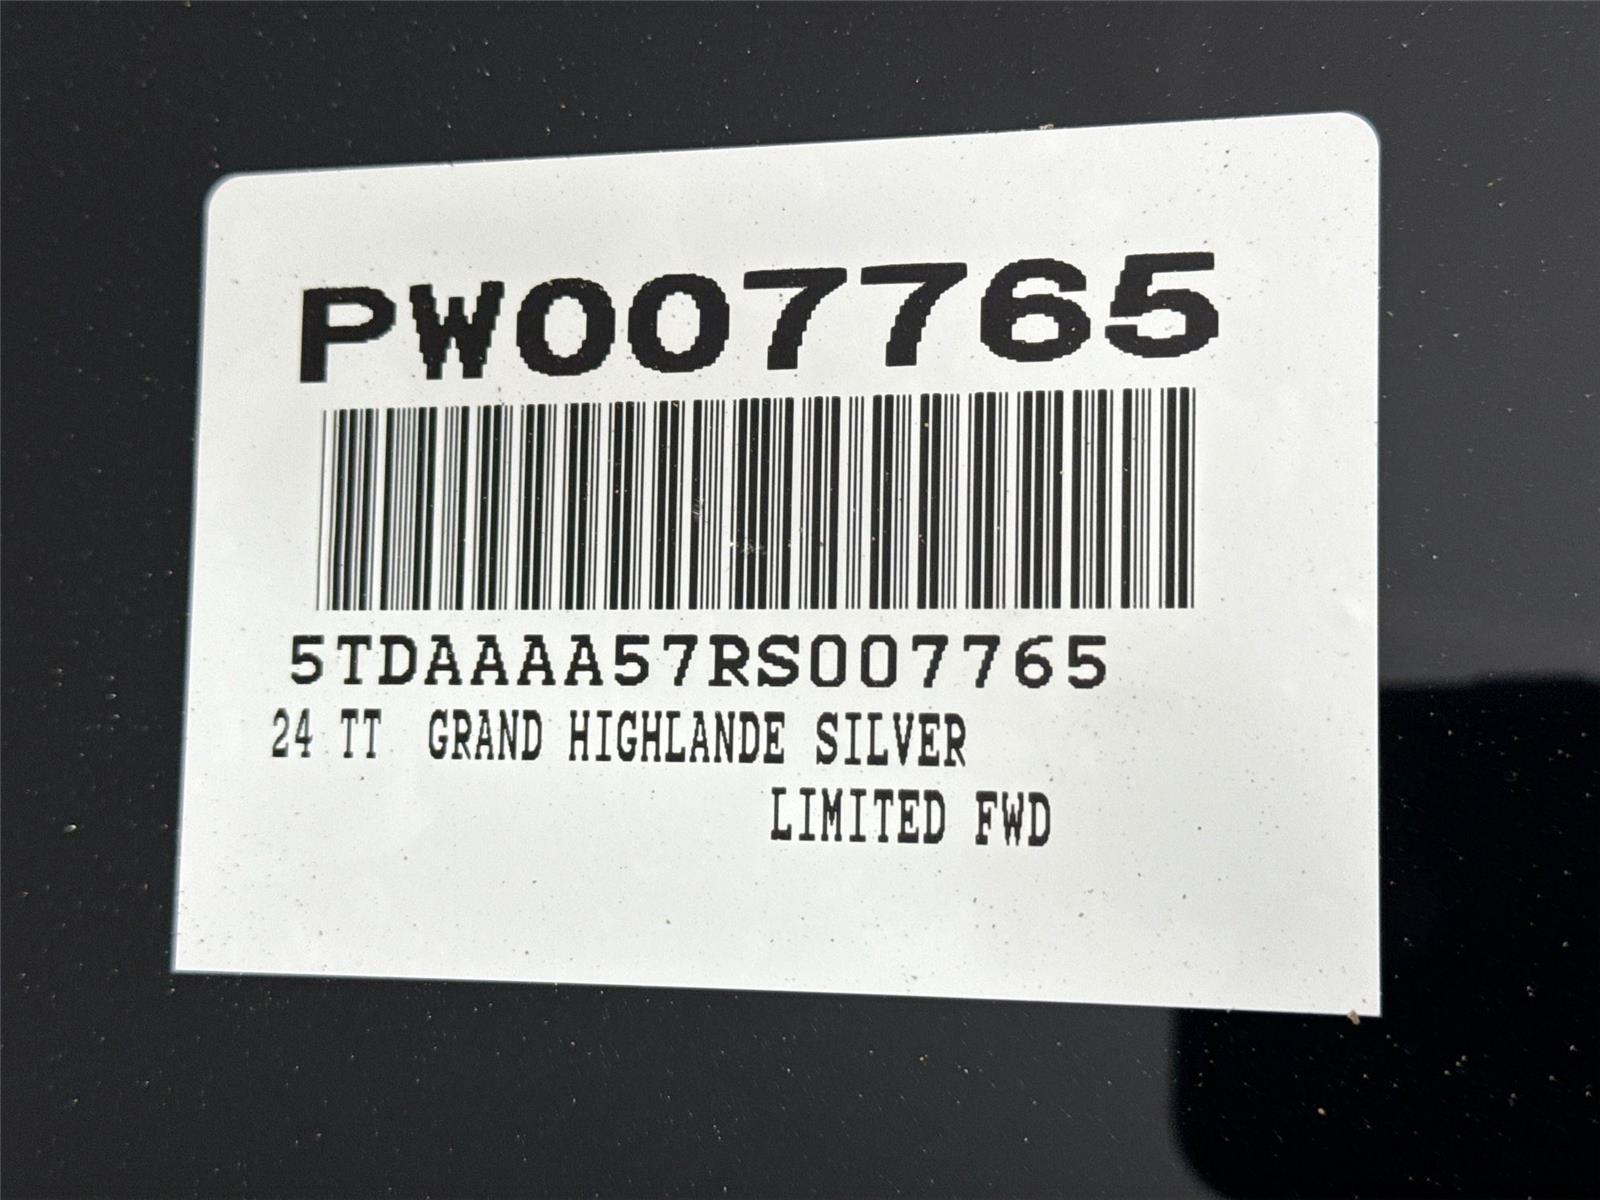 PW007765
5TDAAAA57RS007765
24 TT GRAND HIGHLANDE SILVER
LIMITED FWD